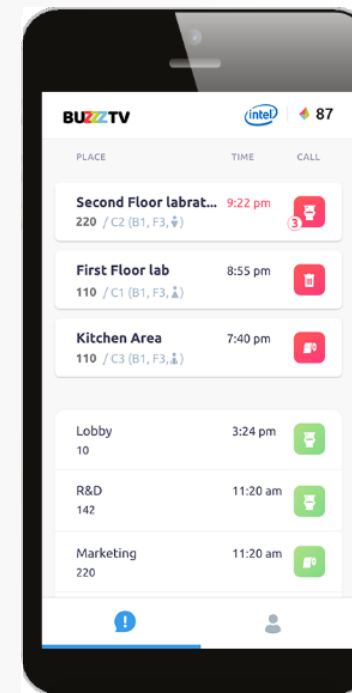 BUZZZTV intel 87
PLACE TIME CALL
Second Floor labrat... 9:22 pm
220 / C2 (B1, F3, ) 3
First Floor lab 8:55 pm
110 / C1 (B1, F3, )
Kitchen Area 7:40 pm
110 / C3 (B1, F3, )
Lobby 3:24 pm
10
R&D 11:20 am
142
Marketing 11:20 am
220